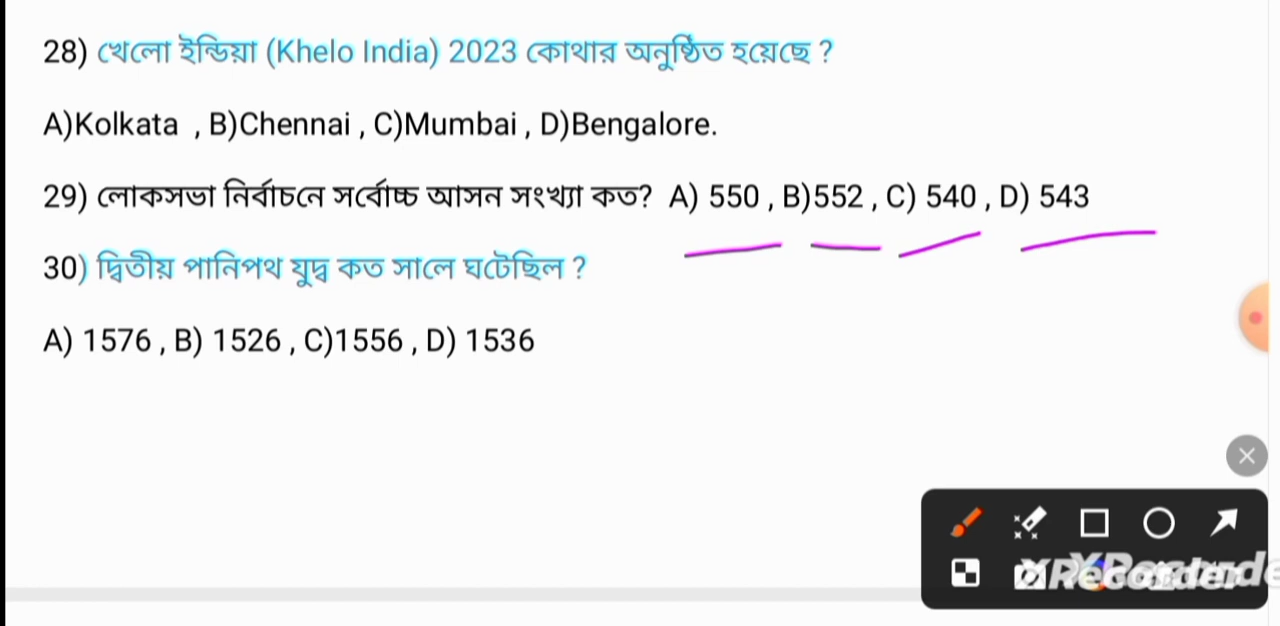 28) খেলো ইন্ডিয়া (Khelo India) 2023 কোথার অনুষ্ঠিত হয়েছে ?
A)Kolkata , B)Chennai , C)Mumbai , D)Bengalore.
29) লোকসভা নির্বাচনে সর্বোচ্চ আসন সংখ্যা কত? A) 550 , B)552 , C) 540 , D) 543
30) দ্বিতীয় পানিপথ যুদ্ব কত সালে ঘটেছিল ?
A) 1576 , B) 1526 , C)1556 , D) 1536
XRecorder